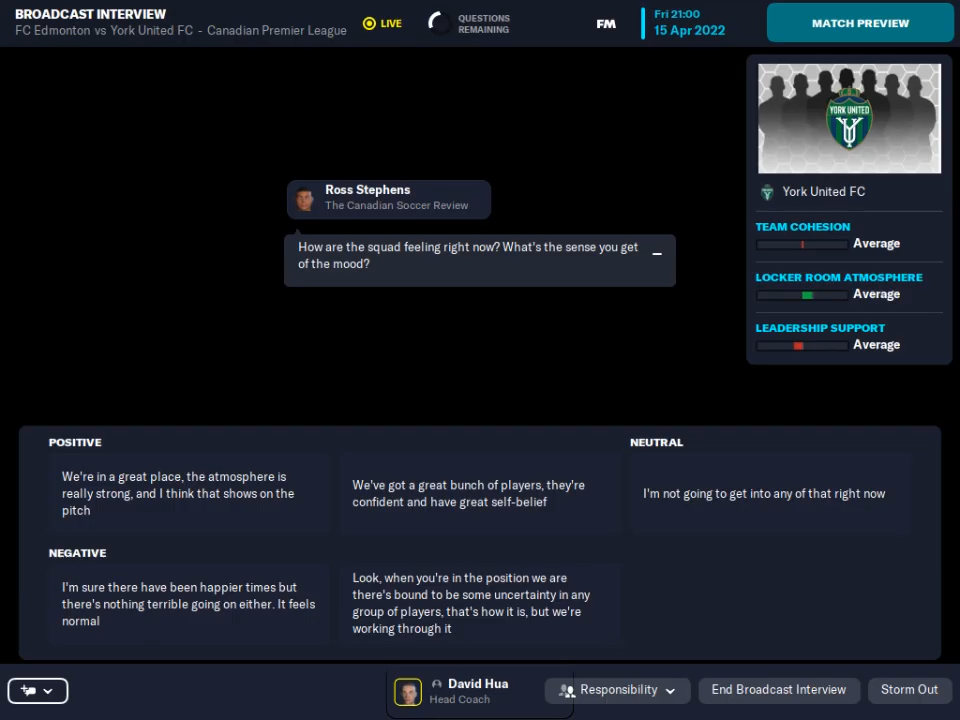 BROADCAST INTERVIEW
FC Edmonton vs York United FC - Canadian Premier League
LIVE
QUESTIONS
REMAINING
FM
Fri 21:00
15 Apr 2022
MATCH PREVIEW
YORK UNITED
York United FC
TEAM COHESION
Average
LOCKER ROOM ATMOSPHERE
Average
LEADERSHIP SUPPORT
Average
Ross Stephens
The Canadian Soccer Review
How are the squad feeling right now? What's the sense you get
of the mood?
POSITIVE
We're in a great place, the atmosphere is
really strong, and I think that shows on the
pitch
We've got a great bunch of players, they're
confident and have great self-belief
NEUTRAL
I'm not going to get into any of that right now
NEGATIVE
I'm sure there have been happier times but
there's nothing terrible going on either. It feels
normal
Look, when you're in the position we are
there's bound to be some uncertainty in any
group of players, that's how it is, but we're
working through it
David Hua
Head Coach
Responsibility
End Broadcast Interview
Storm Out